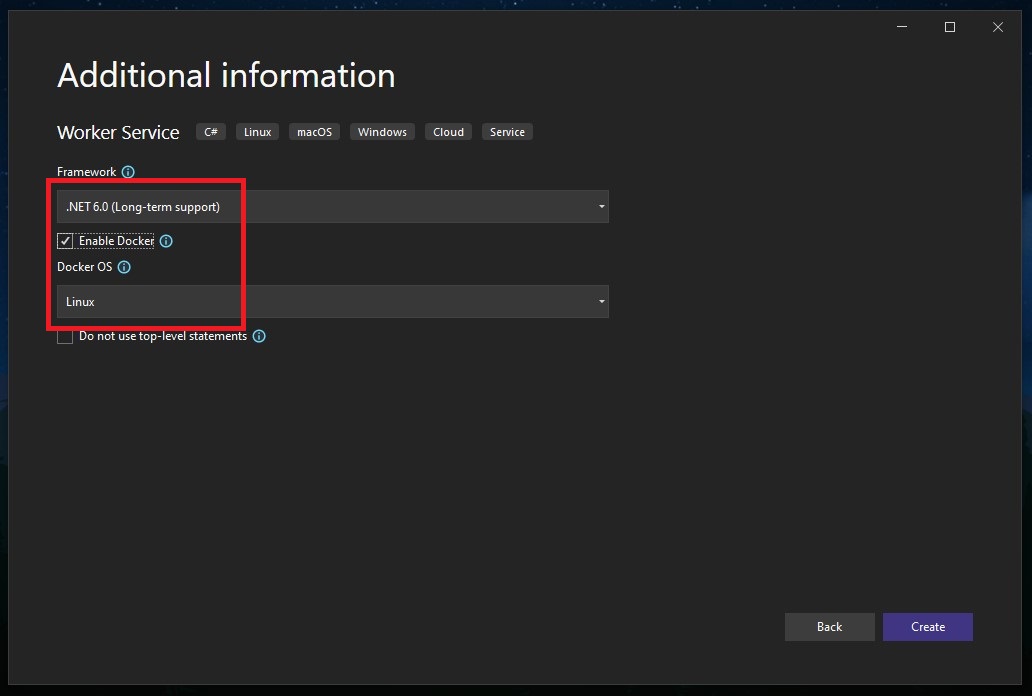 Additional information
Worker Service C# Linux macOS Windows Cloud Service
Framework
.NET 6.0 (Long-term support)
Enable Docker
Docker OS
Linux
Do not use top-level statements
Back Create